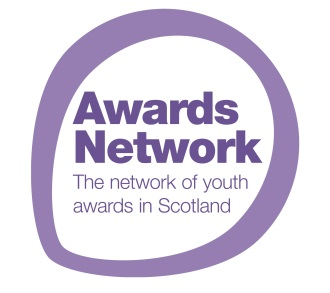 Awards
Network
The network of youth
awards in Scotland